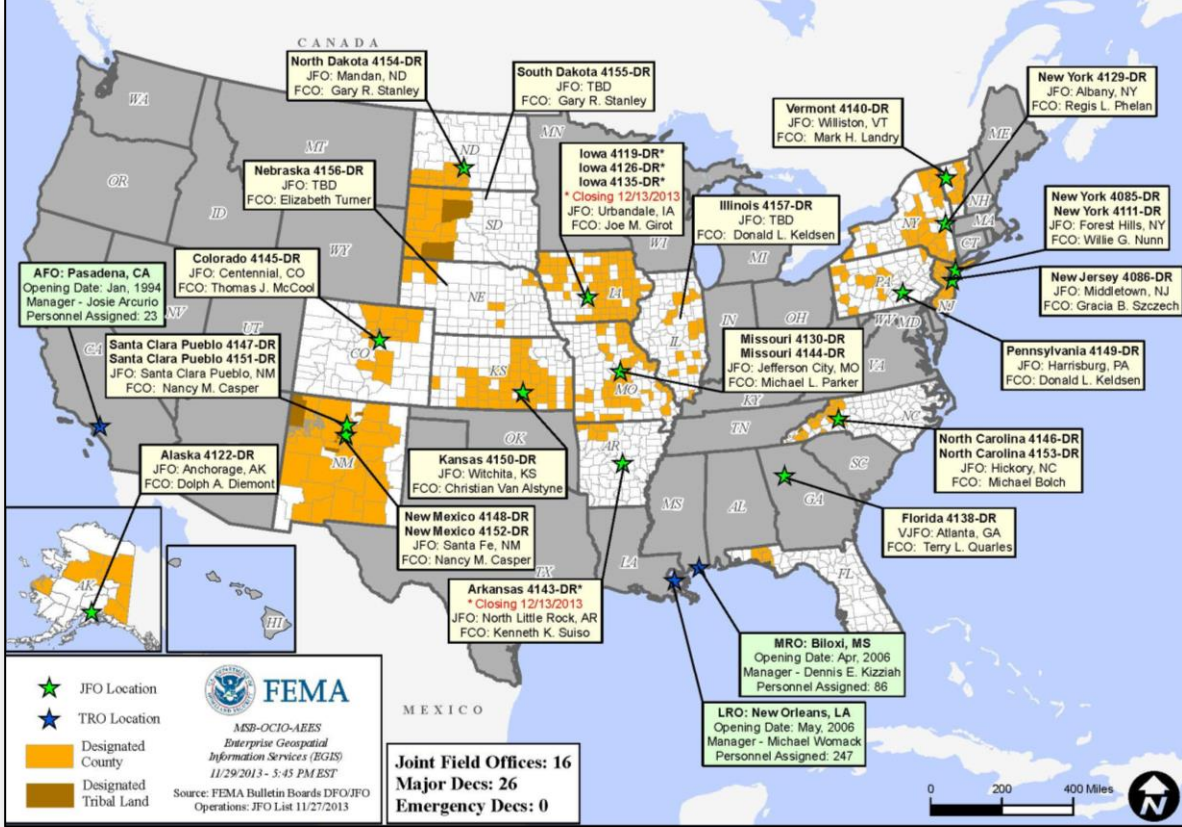 CANADA
North Dakota 4154-DR
JFO: Mandan, ND
FCO: Gary R. Stanley
South Dakota 4155-DR
JFO: TBD
FCO: Gary R. Stanley
New York 4129-DR
JFO: Albany, NY
FCO: Regis L. Phelan
Vermont 4140-DR
JFO: Williston, VT
FCO: Mark H. Landry
Nebraska 4156-DR
JFO: TBD
FCO: Elizabeth Turner
Iowa 4119-DR*
Iowa 4126-DR*
Iowa 4135-DR*
* Closing 12/13/2013
JFO: Urbandale, IA
FCO: Joe M. Girot
Illinois 4157-DR
JFO: TBD
FCO: Donald L. Keldsen
New York 4085-DR
New York 4111-DR
JFO: Forest Hills, NY
FCO: Willie G. Nunn
Colorado 4145-DR
JFO: Centennial, CO
FCO: Thomas J. McCool
AFO: Pasadena, CA
Opening Date: Jan, 1994
Manager - Josie Arcurio
Personnel Assigned: 23
New Jersey 4086-DR
JFO: Middletown, NJ
FCO: Gracia B. Szczech
Santa Clara Pueblo 4147-DR
Santa Clara Pueblo 4151-DR
JFO: Santa Clara Pueblo, NM
FCO: Nancy M. Casper
Missouri 4130-DR
Missouri 4144-DR
JFO: Jefferson City, MO
FCO: Michael L. Parker
Pennsylvania 4149-DR
JFO: Harrisburg, PA
FCO: Donald L. Keldsen
Alaska 4122-DR
JFO: Anchorage, AK
FCO: Dolph A. Diemont
Kansas 4150-DR
JFO: Witchita, KS
FCO: Christian Van Alstyne
North Carolina 4146-DR
North Carolina 4153-DR
JFO: Hickory, NC
FCO: Michael Bolch
New Mexico 4148-DR
New Mexico 4152-DR
JFO: Santa Fe, NM
FCO: Nancy M. Casper
Florida 4138-DR
VJFO: Atlanta, GA
FCO: Terry L. Quarles
Arkansas 4143-DR*
* Closing 12/13/2013
JFO: North Little Rock, AR
FCO: Kenneth K. Suiso
MRO: Biloxi, MS
Opening Date: Apr, 2006
Manager - Dennis E. Kizziah
Personnel Assigned: 86
LRO: New Orleans, LA
Opening Date: May, 2006
Manager - Michael Womack
Personnel Assigned: 247
WA
MT
ND
MN
ME
OR
ID
SD
WI
MI
NY
NH
MA
CT
WY
NE
IA
PA
NJ
NV
UT
CO
IL
IN
OH
WV
MD
CA
KS
MO
KY
VA
NM
OK
AR
TN
NC
SC
TX
LA
MS
AL
GA
FL
AK
HI
MEXICO
JFO Location
TRO Location
Designated
County
Designated
Tribal Land
FEMA
MSB-OCIO-AEES
Enterprise Geospatial
Information Services (EGIS)
11/29/2013 - 5:45 PM EST
Source: FEMA Bulletin Boards DFO/JFO
Operations: JFO List 11/27/2013
Joint Field Offices: 16
Major Decs: 26
Emergency Decs: 0
0 200 400 Miles
N